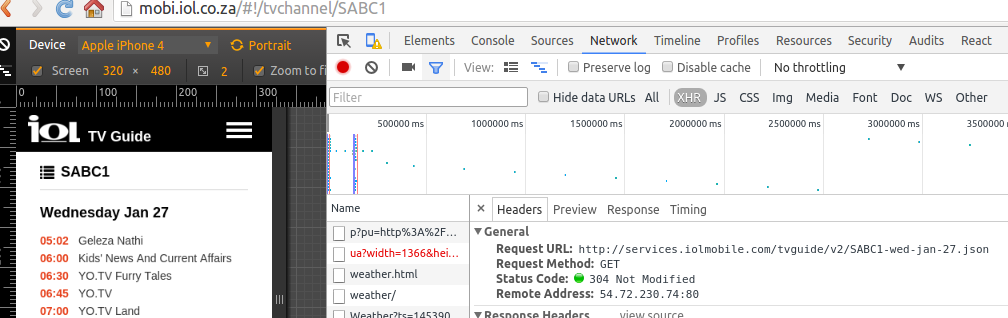 mobi.iol.co.za/#!/tvchannel/SABC1
Device Apple iPhone 4 Portrait
Elements Console Sources Network Timeline Profiles Resources Security Audits React
Screen 320 × 480 2 Zoom to fi
View: Preserve log Disable cache No throttling
0 100 200 300
Filter Hide data URLs All XHR JS CSS Img Media Font Doc WS Other
500000 ms 1000000 ms 1500000 ms 2000000 ms 2500000 ms 3000000 ms 3500000
iol TV Guide
SABC1
Wednesday Jan 27
05:02 Geleza Nathi
06:00 Kids' News And Current Affairs
06:30 YO.TV Furry Tales
06:45 YO.TV
07:00 YO.TV Land
Name
p?pu=http%3A%2F...
ua?width=1366&hei...
weather.html
weather/
Weather?ts=145390
× Headers Preview Response Timing
General
Request URL: http://services.iolmobile.com/tvguide/v2/SABC1-wed-jan-27.json
Request Method: GET
Status Code: 304 Not Modified
Remote Address: 54.72.230.74:80
Response Headers view source